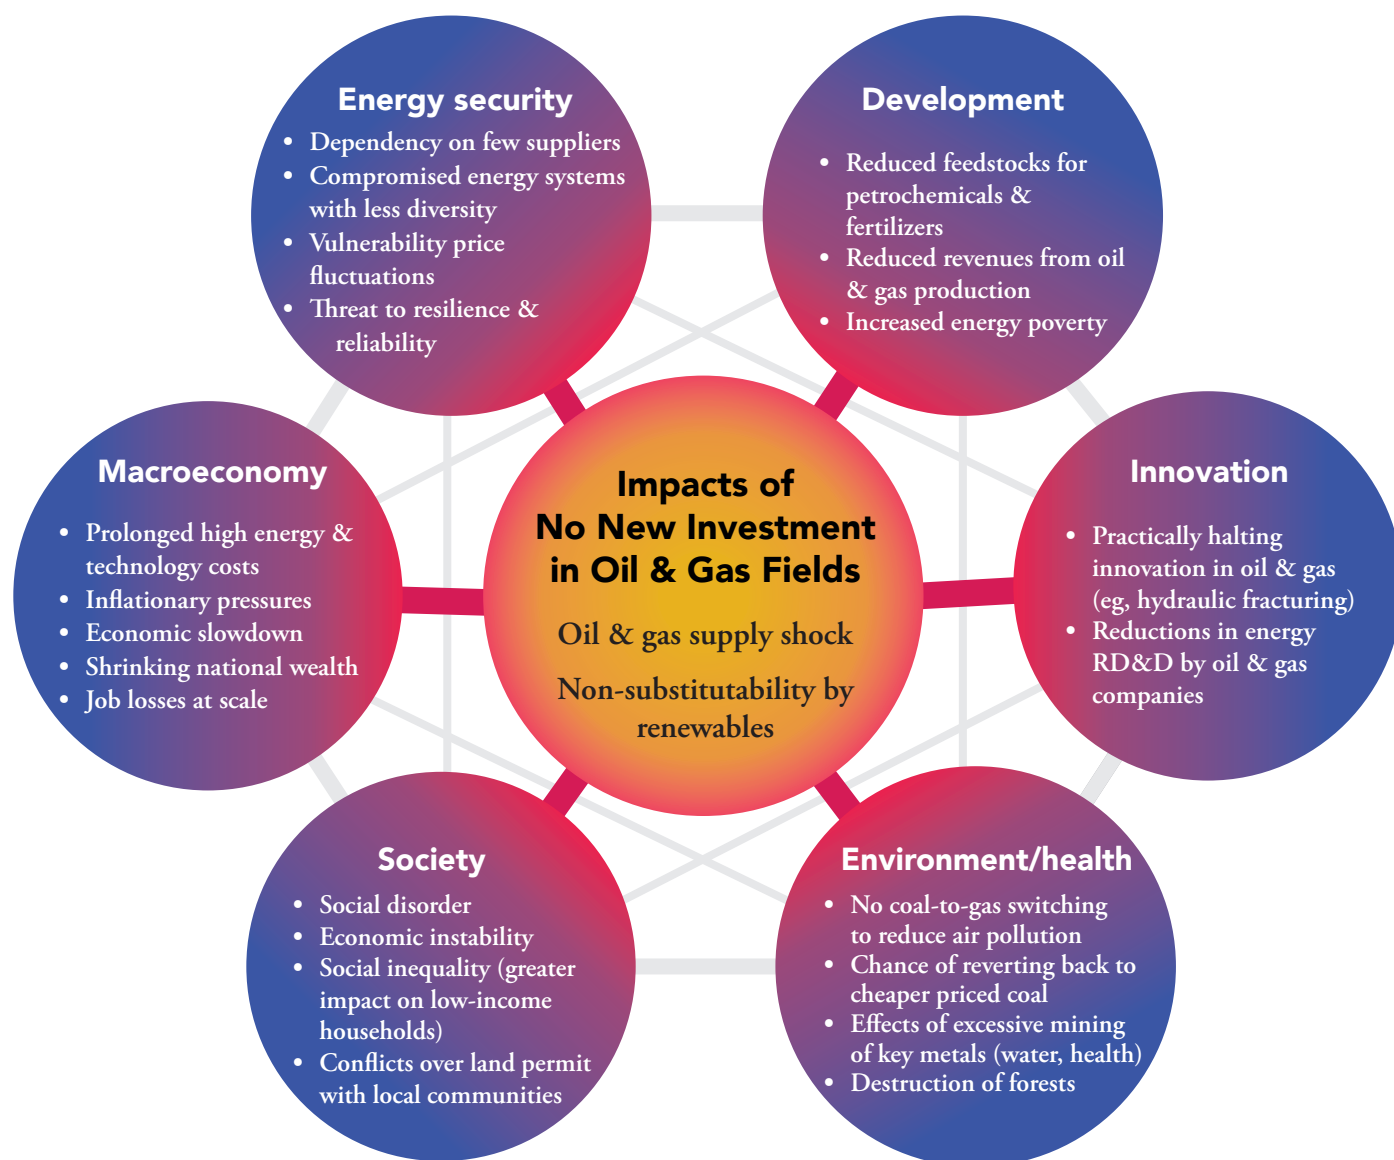 Energy security
• Dependency on few suppliers
• Compromised energy systems
with less diversity
• Vulnerability price
fluctuations
• Threat to resilience &
reliability
Development
• Reduced feedstocks for
petrochemicals &
fertilizers
• Reduced revenues from oil
& gas production
• Increased energy poverty
Macroeconomy
• Prolonged high energy &
technology costs
• Inflationary pressures
• Economic slowdown
• Shrinking national wealth
• Job losses at scale
Impacts of
No New Investment
in Oil & Gas Fields
Oil & gas supply shock
Non-substitutability by
renewables
Innovation
• Practically halting
innovation in oil & gas
(eg, hydraulic fracturing)
• Reductions in energy
RD&D by oil & gas
companies
Society
• Social disorder
• Economic instability
• Social inequality (greater
impact on low-income
households)
• Conflicts over land permit
with local communities
Environment/health
• No coal-to-gas switching
to reduce air pollution
• Chance of reverting back to
cheaper priced coal
• Effects of excessive mining
of key metals (water, health)
• Destruction of forests